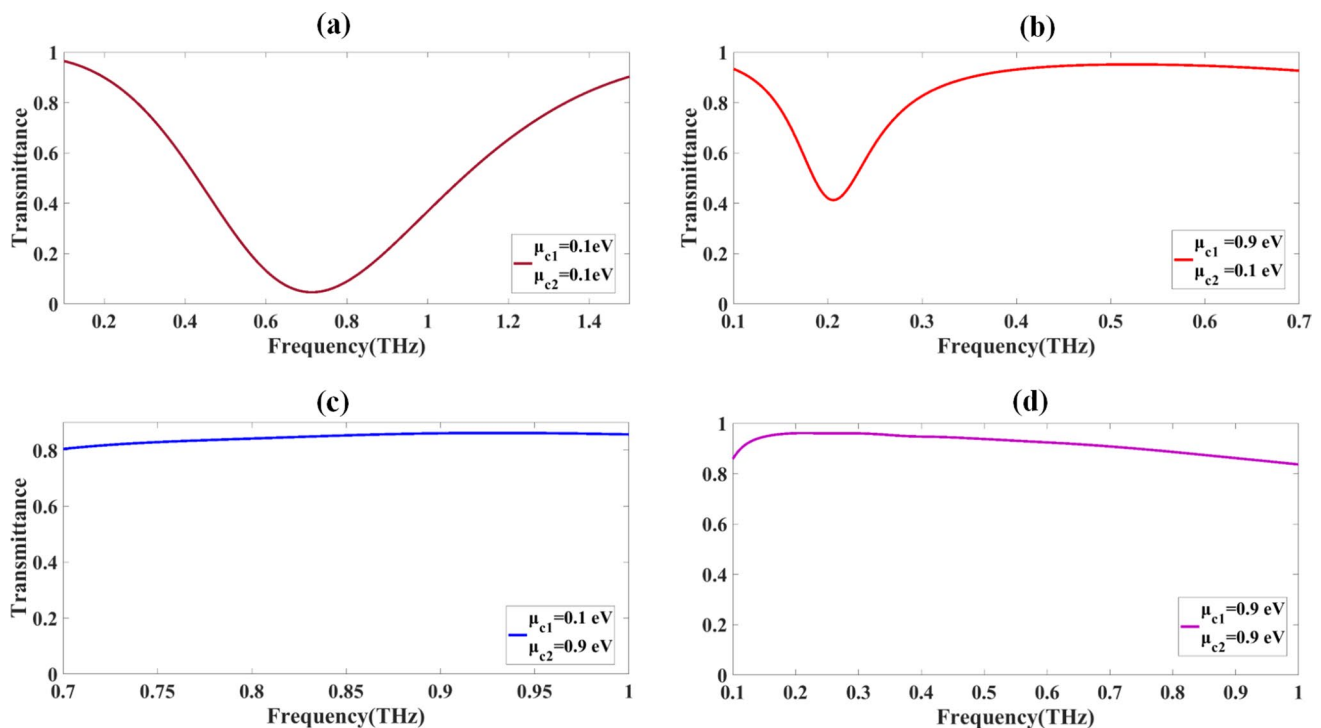 (a)
1
0.8
0.6
0.4
0.2
0
Transmittance
0.2 0.4 0.6 0.8 1 1.2 1.4
Frequency(THz)
μc1=0.1eV
μc2=0.1eV
(b)
1
0.8
0.6
0.4
0.2
0
Transmittance
0.1 0.2 0.3 0.4 0.5 0.6 0.7
Frequency(THz)
μc1=0.9 eV
μc2=0.1 eV
(c)
0.8
0.6
0.4
0.2
0
Transmittance
0.7 0.75 0.8 0.85 0.9 0.95 1
Frequency(THz)
μc1=0.1 eV
μc2=0.9 eV
(d)
1
0.8
0.6
0.4
0.2
0
0.1 0.2 0.3 0.4 0.5 0.6 0.7 0.8 0.9 1
Frequency(THz)
μc1=0.9 eV
μc2=0.9 eV